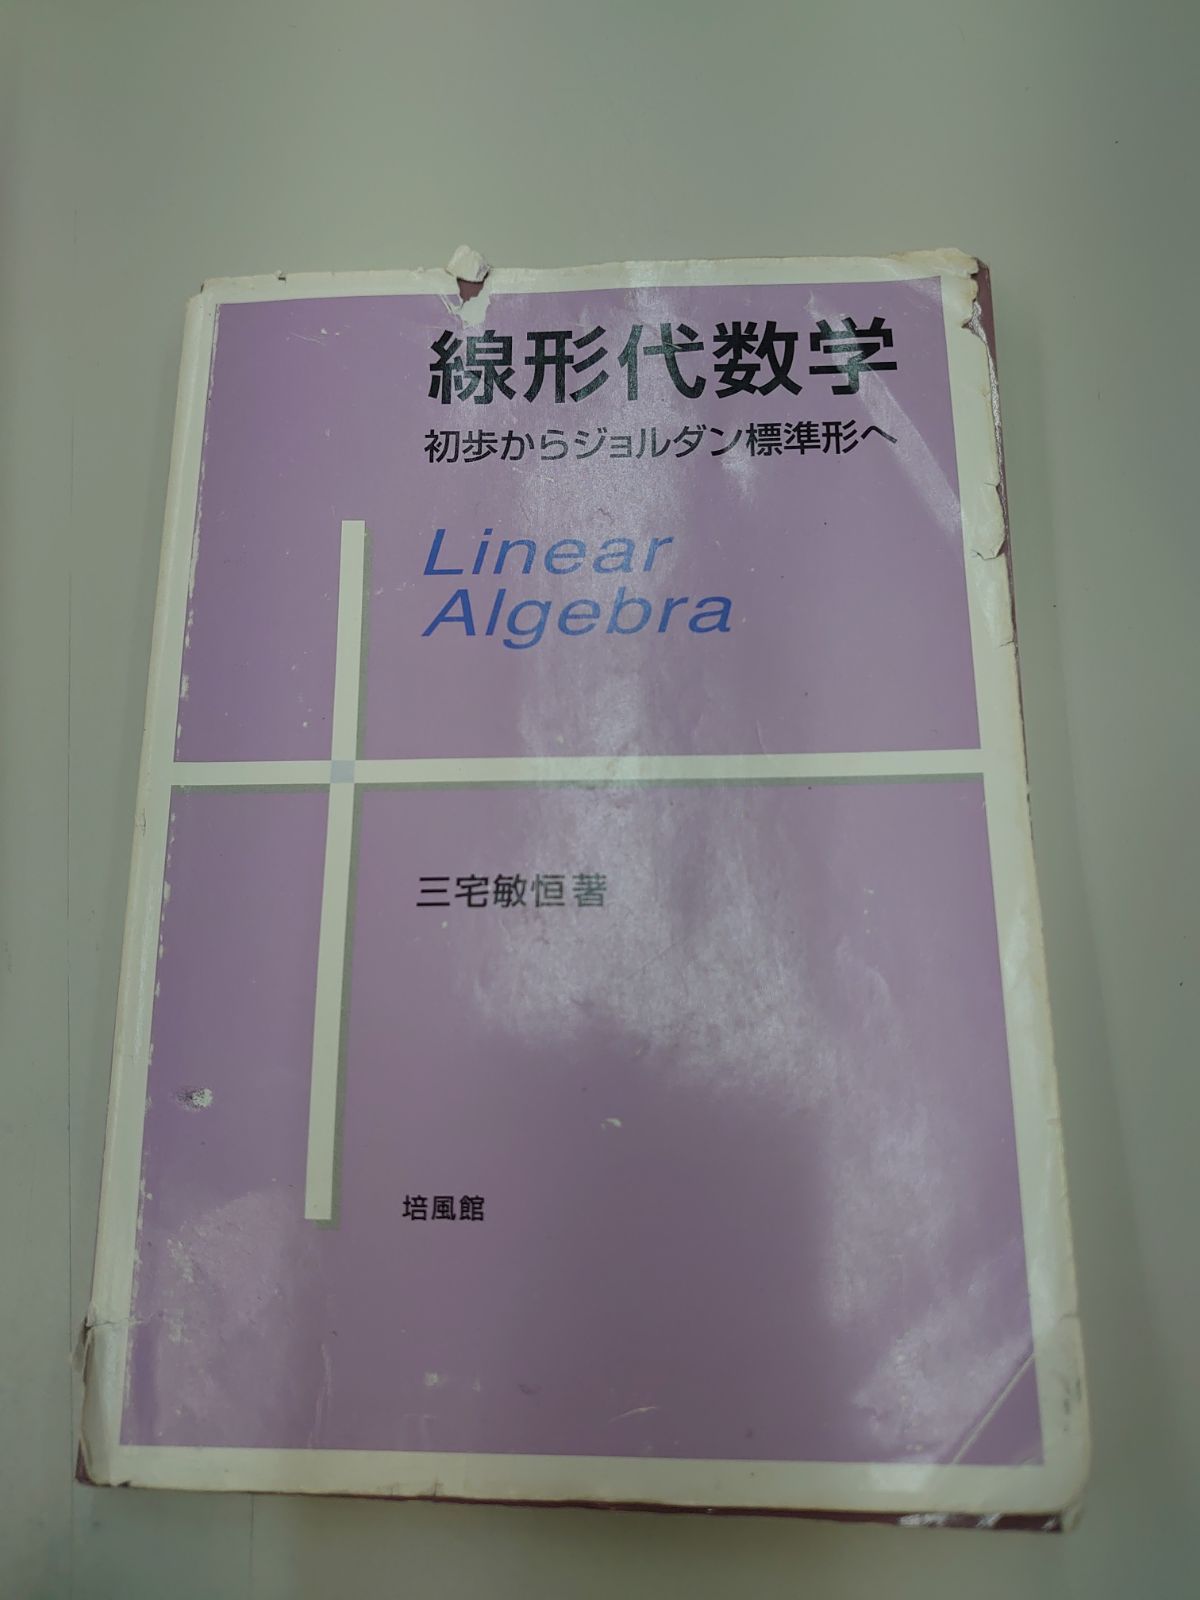 線形代数学
初歩からジョルダン標準形へ
Linear
Algebra
三宅敏恒著
培風館